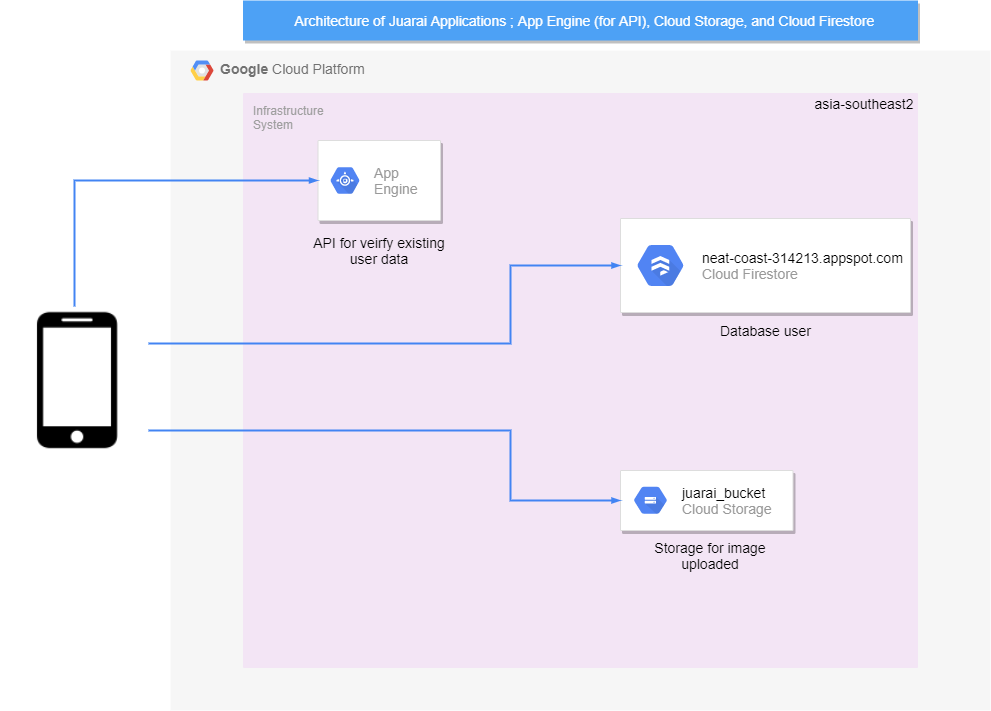 Architecture of Juarai Applications ; App Engine (for API), Cloud Storage, and Cloud Firestore
Google Cloud Platform
Infrastructure
System
asia-southeast2
App
Engine
API for veirfy existing
user data
neat-coast-314213.appspot.com
Cloud Firestore
Database user
juarai_bucket
Cloud Storage
Storage for image
uploaded